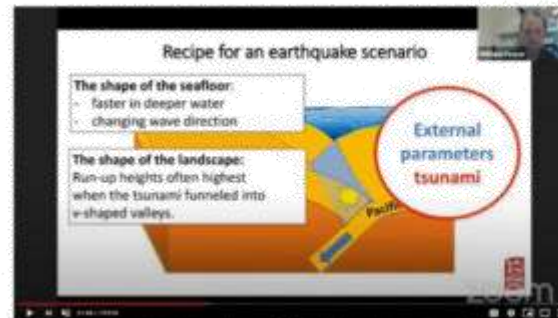 Recipe for an earthquake scenario
The shape of the seafloor:
- faster in deeper water
- changing wave direction
The shape of the landscape:
Run-up heights often highest
when the tsunami funneled into
v-shaped valleys.
External
parameters
tsunami
Pacific
zoom